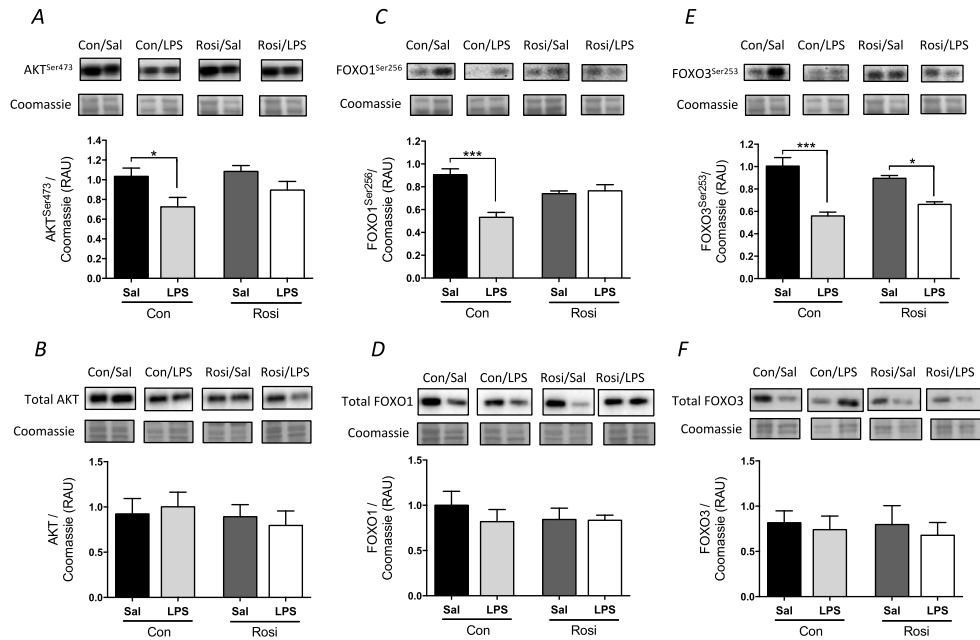 A
Con/Sal Con/LPS Rosi/Sal Rosi/LPS
AKTSer473
Coomassie
AKTSer473 /
Coomassie (RAU)
1.4
1.2
1.0
0.8
0.6
0.4
0.2
0.0
*
Sal LPS Sal LPS
Con Rosi
C
Con/Sal Con/LPS Rosi/Sal Rosi/LPS
FOXO1Ser256
Coomassie
FOXO1Ser256/
Coomassie (RAU)
1.2
1.0
0.8
0.6
0.4
0.2
0.0
***
Sal LPS Sal LPS
Con Rosi
E
Con/Sal Con/LPS Rosi/Sal Rosi/LPS
FOXO3Ser253
Coomassie
FOXO3Ser253/
Coomassie (RAU)
1.2
1.0
0.8
0.6
0.4
0.2
0.0
***
*
Sal LPS Sal LPS
Con Rosi
B
Con/Sal Con/LPS Rosi/Sal Rosi/LPS
Total AKT
Coomassie
AKT /
Coomassie (RAU)
1.5
1.0
0.5
0.0
Sal LPS Sal LPS
Con Rosi
D
Con/Sal Con/LPS Rosi/Sal Rosi/LPS
Total FOXO1
Coomassie
FOXO1 /
Coomassie (RAU)
1.5
1.0
0.5
0.0
Sal LPS Sal LPS
Con Rosi
F
Con/Sal Con/LPS Rosi/Sal Rosi/LPS
Total FOXO3
Coomassie
FOXO3 /
Coomassie (RAU)
1.5
1.0
0.5
0.0
Sal LPS Sal LPS
Con Rosi